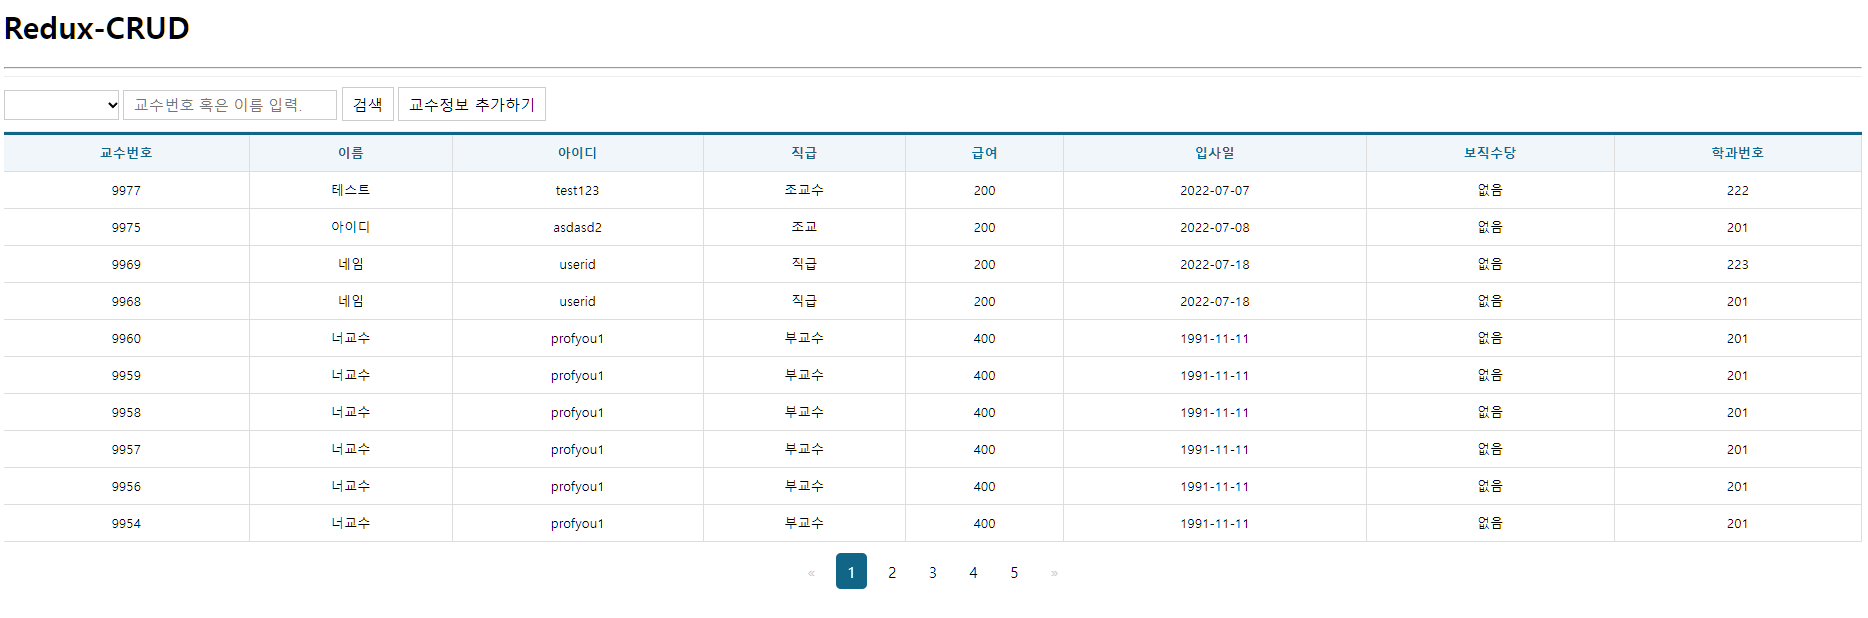 Redux-CRUD
교수번호 혹은 이름 입력. 검색 교수정보 추가하기
교수번호 이름 아이디 직급 급여 입사일 보직수당 학과번호
9977 테스트 test123 조교수 200 2022-07-07 없음 222
9975 아이디 asdasd2 조교 200 2022-07-08 없음 201
9969 네임 userid 직급 200 2022-07-18 없음 223
9968 네임 userid 직급 200 2022-07-18 없음 201
9960 너교수 profyou1 부교수 400 1991-11-11 없음 201
9959 너교수 profyou1 부교수 400 1991-11-11 없음 201
9958 너교수 profyou1 부교수 400 1991-11-11 없음 201
9957 너교수 profyou1 부교수 400 1991-11-11 없음 201
9956 너교수 profyou1 부교수 400 1991-11-11 없음 201
9954 너교수 profyou1 부교수 400 1991-11-11 없음 201
« 1 2 3 4 5 »